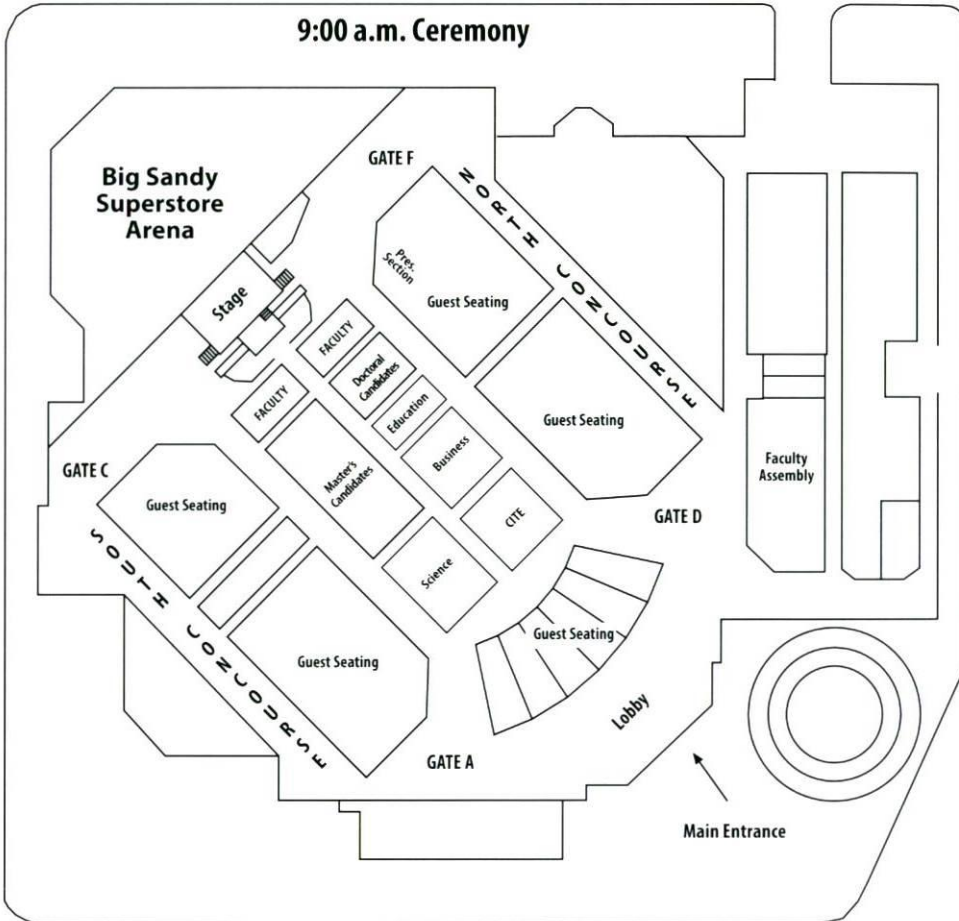 9:00 a.m. Ceremony
GATE F
Big Sandy
Superstore
Arena
NORTH CONCOURSE
Pres.
Section
Guest Seating
Stage
FACULTY
Doctoral
Candidates
FACULTY
Education
Guest Seating
Business
GATE C
Master's
Candidates
Faculty
Assembly
Guest Seating
CITE
GATE D
SOUTH CONCOURSE
Science
Guest Seating
Guest Seating
Lobby
GATE A
Main Entrance